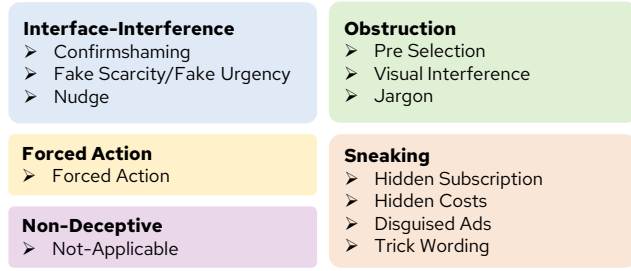 Interface-Interference
➢ Confirmshaming
➢ Fake Scarcity/Fake Urgency
➢ Nudge
Forced Action
➢ Forced Action
Non-Deceptive
➢ Not-Applicable
Obstruction
➢ Pre Selection
➢ Visual Interference
➢ Jargon
Sneaking
➢ Hidden Subscription
➢ Hidden Costs
➢ Disguised Ads
➢ Trick Wording